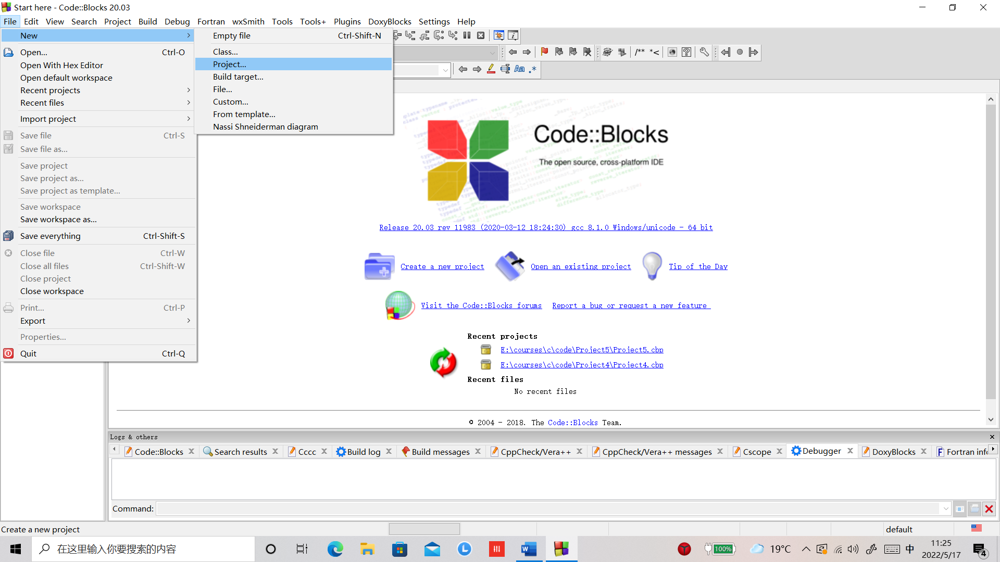 Start here - Code::Blocks 20.03
File Edit View Search Project Build Debug Fortran wxSmith Tools Tools+ Plugins DoxyBlocks Settings Help
New
Open... Ctrl-O
Open With Hex Editor
Open default workspace
Recent projects
Recent files
Import project
Save file Ctrl-S
Save file as...
Save project
Save project as...
Save project as template...
Save workspace
Save workspace as...
Save everything Ctrl-Shift-S
Close file Ctrl-W
Close all files Ctrl-Shift-W
Close project
Close workspace
Print... Ctrl-P
Export
Properties...
Quit Ctrl-Q
Empty file Ctrl-Shift-N
Class...
Project...
Build target...
File...
Custom...
From template...
Nassi Shneiderman diagram
/** *<
Aa .*
Code::Blocks
The open source, cross-platform IDE
Release 20.03 rev 11983 (2020-03-12 18:24:30) gcc 8.1.0 Windows/unicode - 64 bit
Create a new project Open an existing project Tip of the Day
Visit the Code::Blocks forums Report a bug or request a new feature
Recent projects
E:\courses\c\code\Project5\Project5.cbp
E:\courses\c\code\Project4\Project4.cbp
Recent files
No recent files
© 2004 - 2018. The Code::Blocks Team.
Logs & others
Code::Blocks Search results Cccc Build log Build messages CppCheck/Vera++ CppCheck/Vera++ messages Cscope Debugger DoxyBlocks Fortran info
Command:
Create a new project default
在这里输入你要搜索的内容
100% 19°C 中 11:25
2022/5/17 4